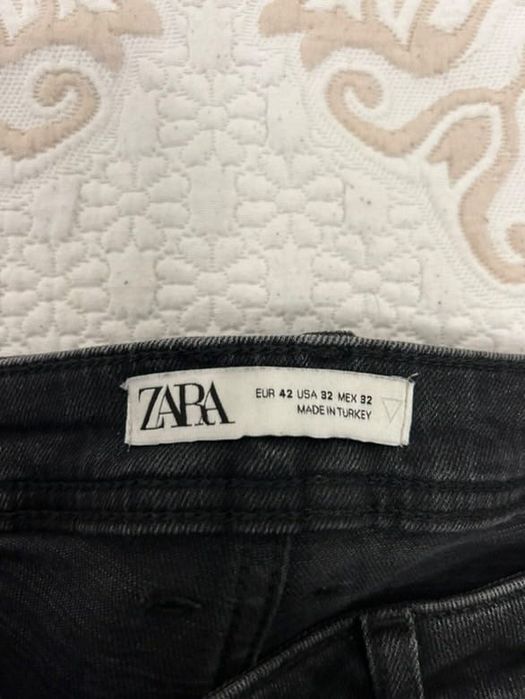 ZARA
EUR 42 USA 32 MEX 32
MADE IN TURKEY